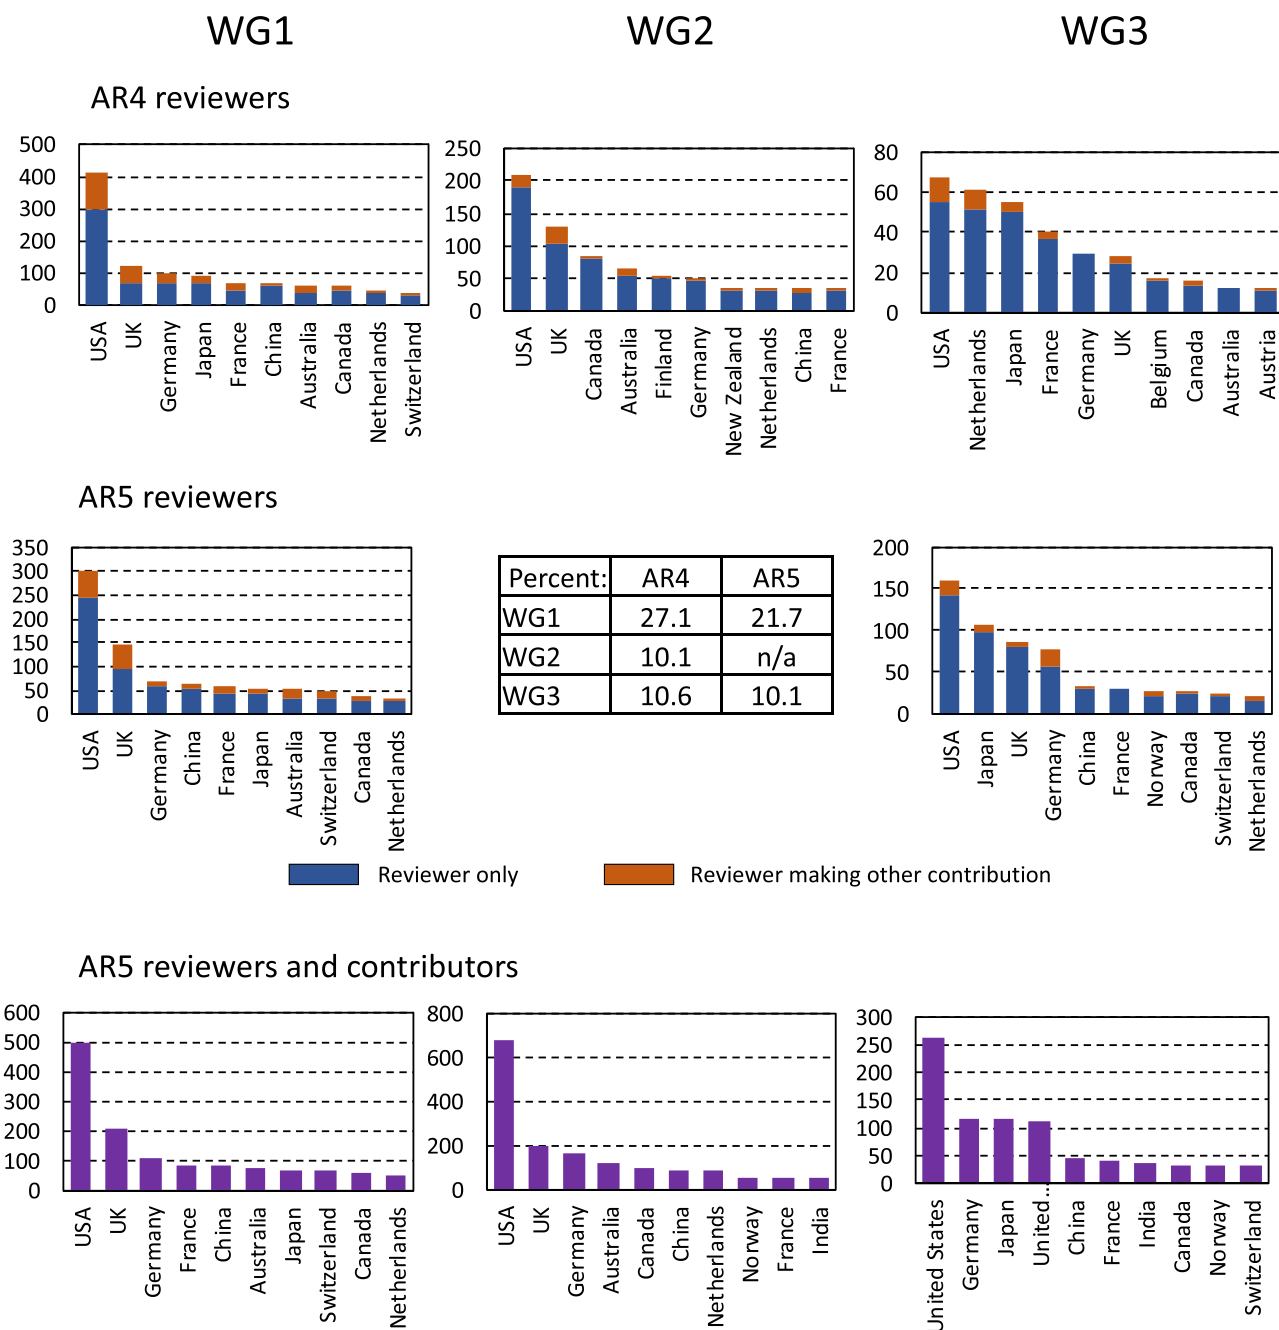 WG1 WG2 WG3
AR4 reviewers
500
400
300
200
100
0
USA
UK
Germany
Japan
France
China
Australia
Canada
Netherlands
Switzerland
250
200
150
100
50
0
USA
UK
Canada
Australia
Finland
Germany
New Zealand
Netherlands
China
France
80
60
40
20
0
USA
Netherlands
Japan
France
Germany
UK
Belgium
Canada
Australia
Austria
AR5 reviewers
350
300
250
200
150
100
50
0
USA
UK
Germany
China
France
Japan
Australia
Switzerland
Canada
Netherlands
Percent: AR4 AR5
WG1 27.1 21.7
WG2 10.1 n/a
WG3 10.6 10.1
200
150
100
50
0
USA
Japan
UK
Germany
China
France
Norway
Canada
Switzerland
Netherlands
Reviewer only Reviewer making other contribution
AR5 reviewers and contributors
600
500
400
300
200
100
0
USA
UK
Germany
France
China
Australia
Japan
Switzerland
Canada
Netherlands
800
600
400
200
0
USA
UK
Germany
Australia
Canada
China
Netherlands
Norway
France
India
300
250
200
150
100
50
0
United States
Germany
Japan
United...
China
France
India
Canada
Norway
Switzerland